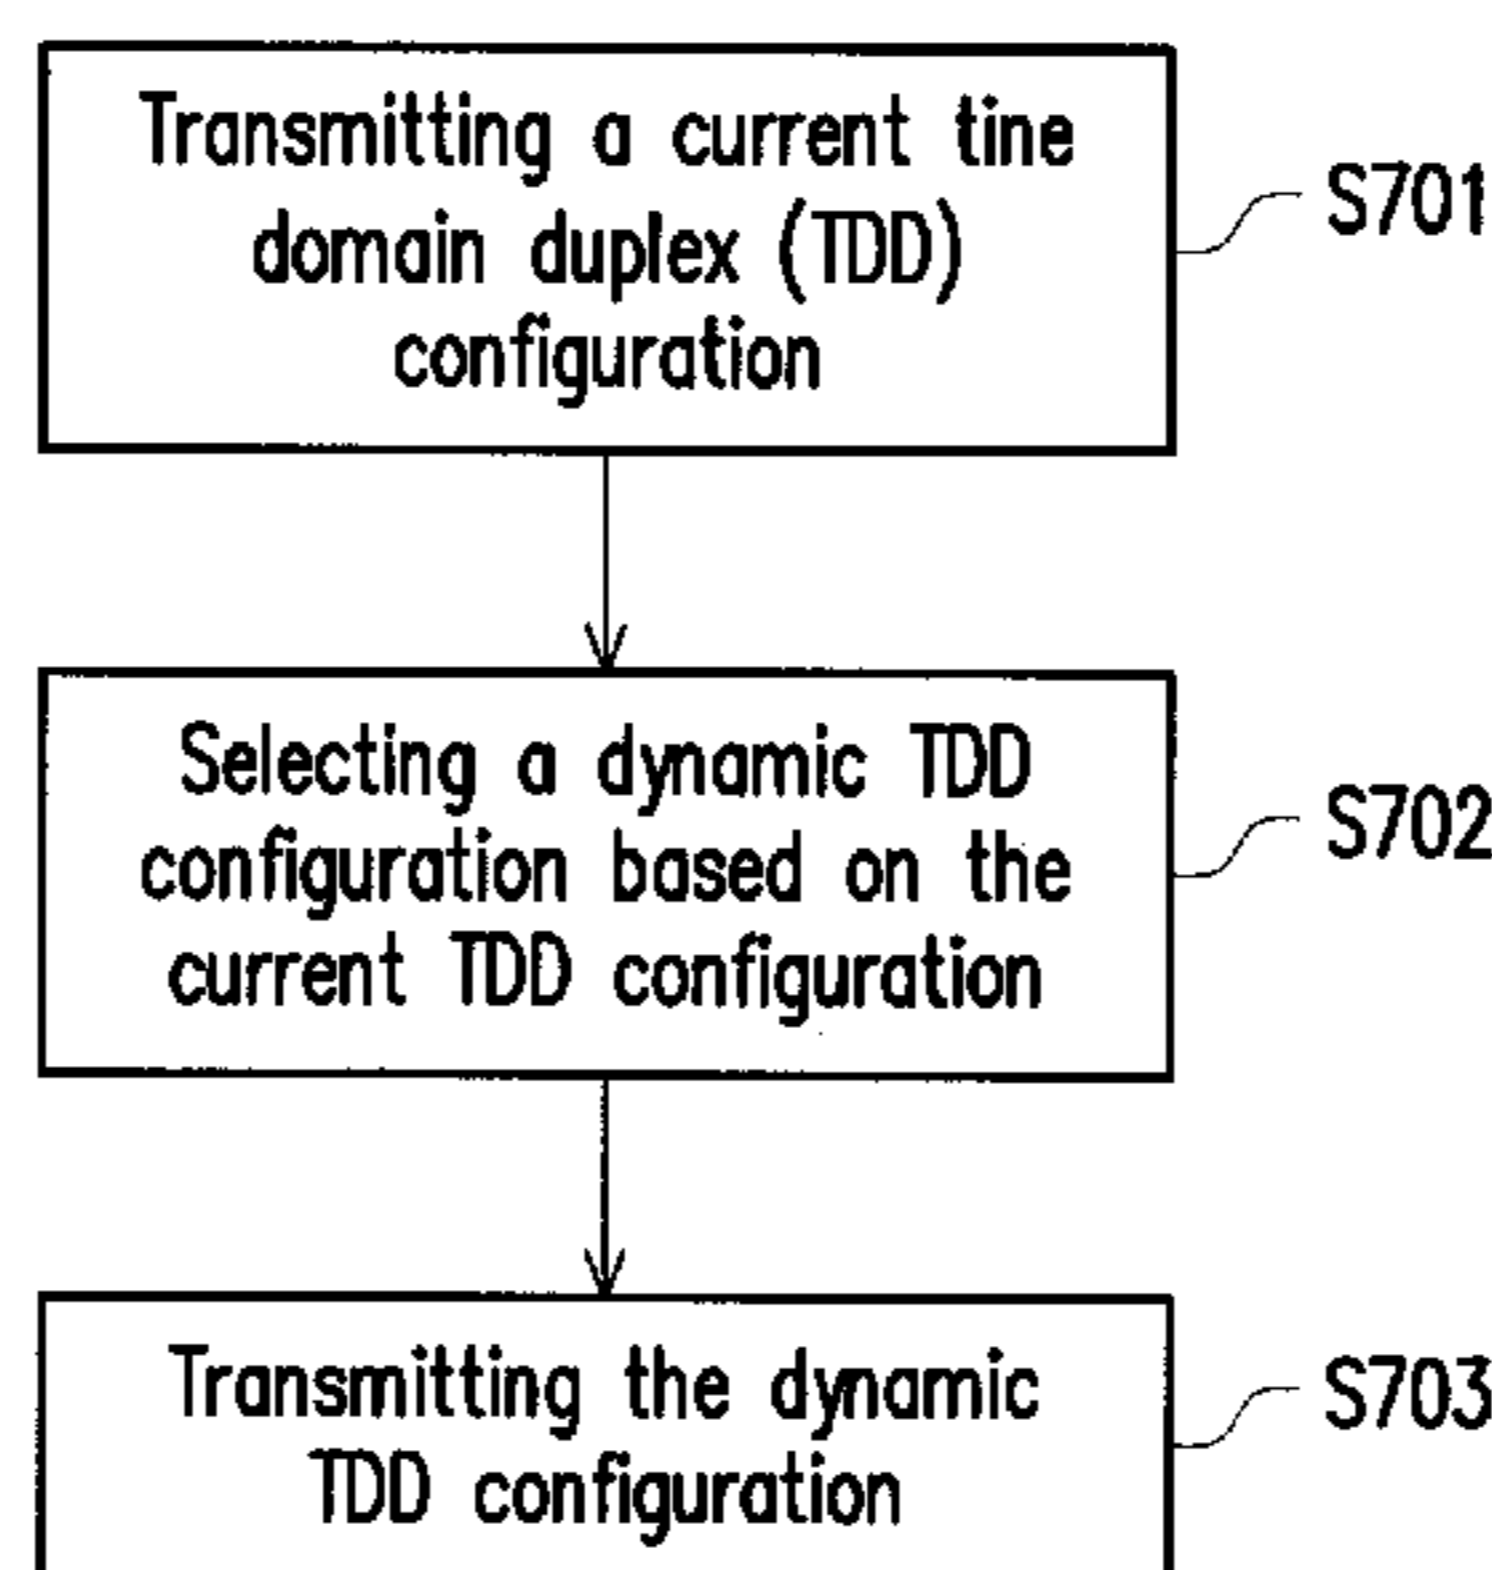 Transmitting a current tine
domain duplex (TDD)
configuration
S701
Selecting a dynamic TDD
configuration based on the
current TDD configuration
S702
Transmitting the dynamic
TDD configuration
S703